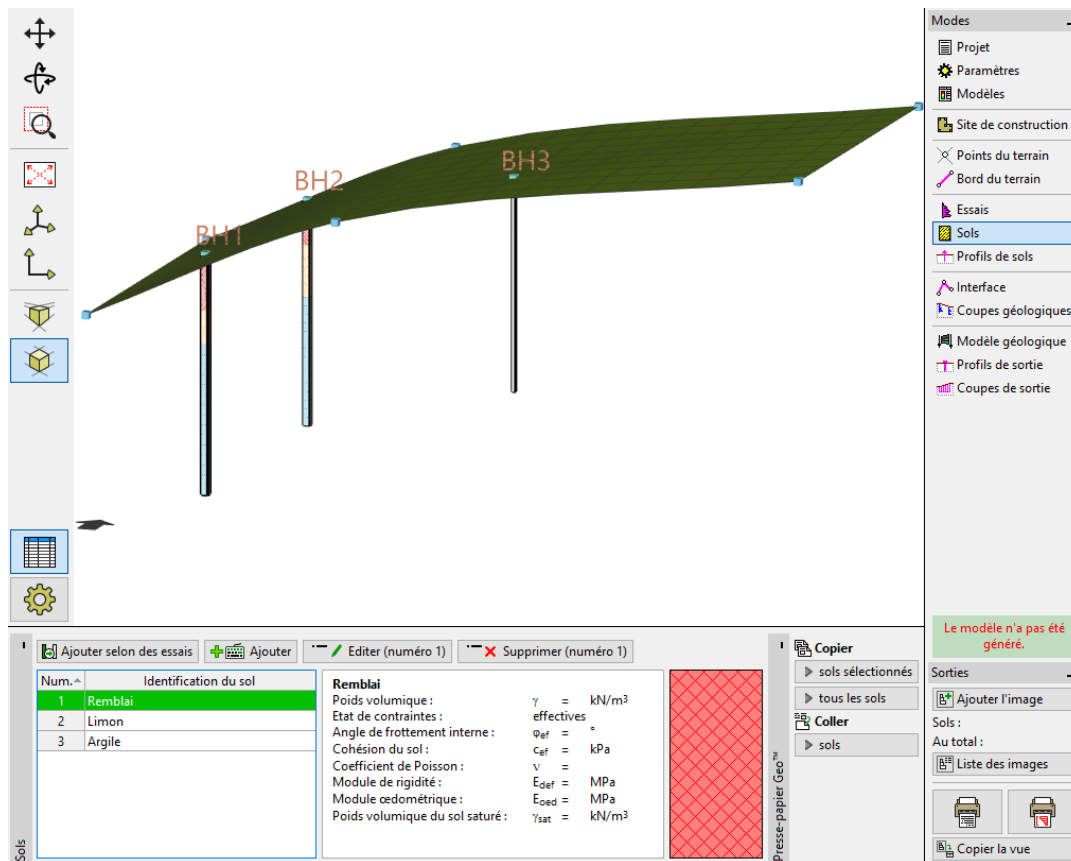 BH1
BH2
BH3
Modes
Projet
Paramètres
Modèles
Site de construction
Points du terrain
Bord du terrain
Essais
Sols
Profils de sols
Interface
Coupes géologiques
Modèle géologique
Profils de sortie
Coupes de sortie
Le modèle n'a pas été
généré.
Sorties
Ajouter l'image
Sols :
Au total :
Liste des images
Copier la vue
Sols
Ajouter selon des essais
Ajouter
Editer (numéro 1)
Supprimer (numéro 1)
Num. Identification du sol
1 Remblai
2 Limon
3 Argile
Remblai
Poids volumique : γ = kN/m³
Etat de contraintes : effectives
Angle de frottement interne : φef = °
Cohésion du sol : cef = kPa
Coefficient de Poisson : ν =
Module de rigidité : Edef = MPa
Module œdométrique : Eoed = MPa
Poids volumique du sol saturé : γsat = kN/m³
Presse-papier Geo™
Copier
sols sélectionnés
tous les sols
Coller
sols